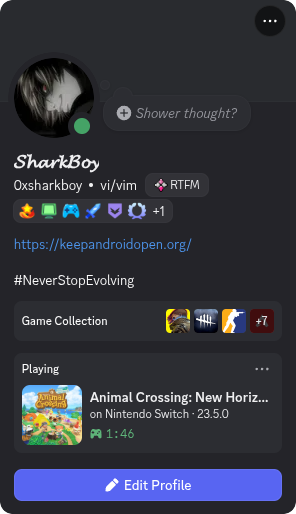 Shower thought?
𝓢𝓱𝓪𝓻𝓴𝓑𝓸𝔂
0xsharkboy • vi/vim RTFM
+1
https://keepandroidopen.org/
#NeverStopEvolving
Game Collection +7
Playing
Animal Crossing: New Horiz...
on Nintendo Switch · 23.5.0
1:46
Edit Profile